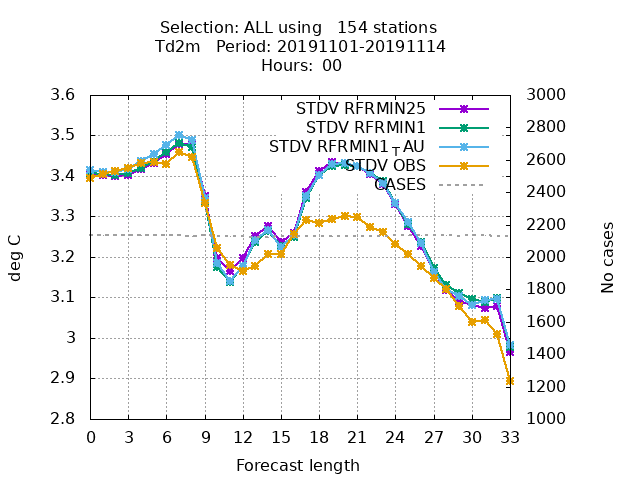 Selection: ALL using   154 stations
Td2m   Period: 20191101-20191114
Hours: 00
STDV RFRMIN25
STDV RFRMIN1
STDV RFRMIN1┬AU
STDV OBS
CASES
deg C
3.6
3.5
3.4
3.3
3.2
3.1
3
2.9
2.8
No cases
3000
2800
2600
2400
2200
2000
1800
1600
1400
1200
1000
0 3 6 9 12 15 18 21 24 27 30 33
Forecast length